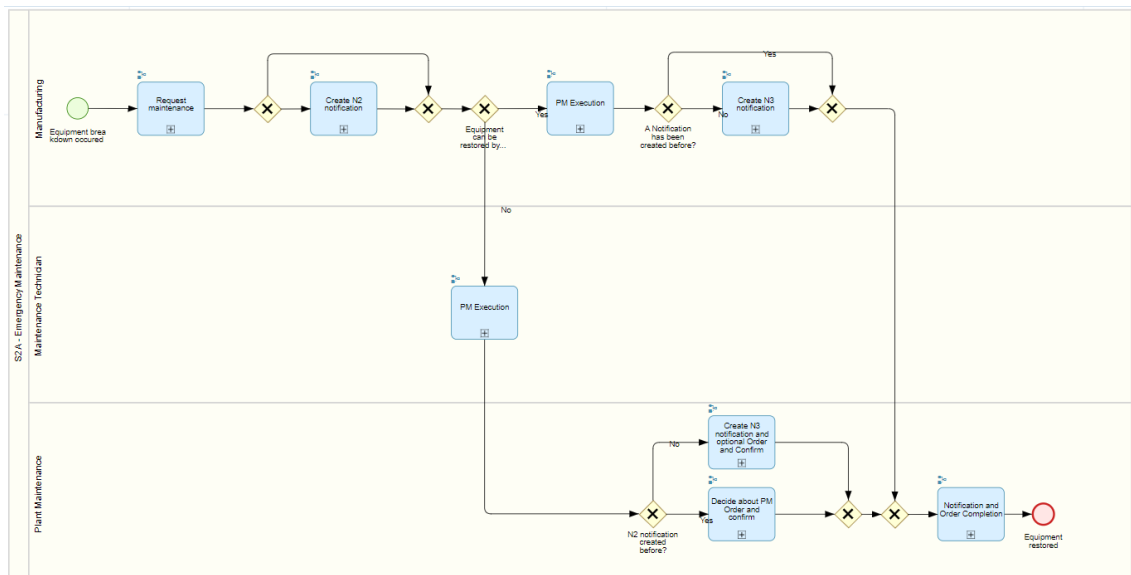 S2A - Emergency Maintenance
Manufacturing
Equipment brea
kdown occured
Request
maintenance
Create N2
notification
Equipment
can be
restored by...
Yes
PM Execution
A Notification
has been
created before?
Yes
No
Create N3
notification
No
Maintenance Technician
PM Execution
Plant Maintenance
N2 notification
created
before?
No
Create N3
notification and
optional Order
and Confirm
Yes
Decide about PM
Order and
confirm
Notification and
Order Completion
Equipment
restored